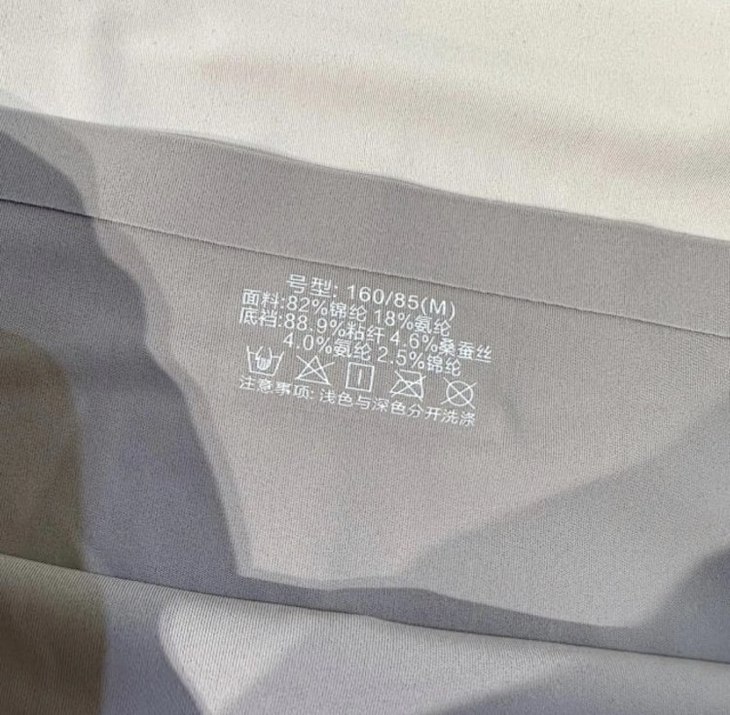 号型: 160/85(M)
面料:82%锦纶 18%氨纶
底裆:88.9%粘纤 4.6%桑蚕丝
4.0%氨纶 2.5%锦纶
注意事项: 浅色与深色分开洗涤